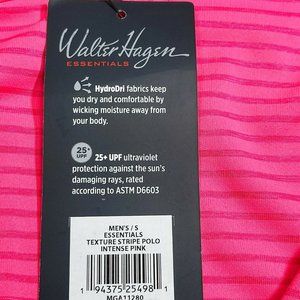 Walter Hagen
ESSENTIALS
HydroDri fabrics keep
you dry and comfortable by
wicking moisture away from
your body.
25+
UPF
25+ UPF ultraviolet
protection against the sun's
damaging rays, rated
according to ASTM D6603
MEN'S / S
ESSENTIALS
TEXTURE STRIPE POLO
INTENSE PINK
1 94375 25498 1
MGA11280